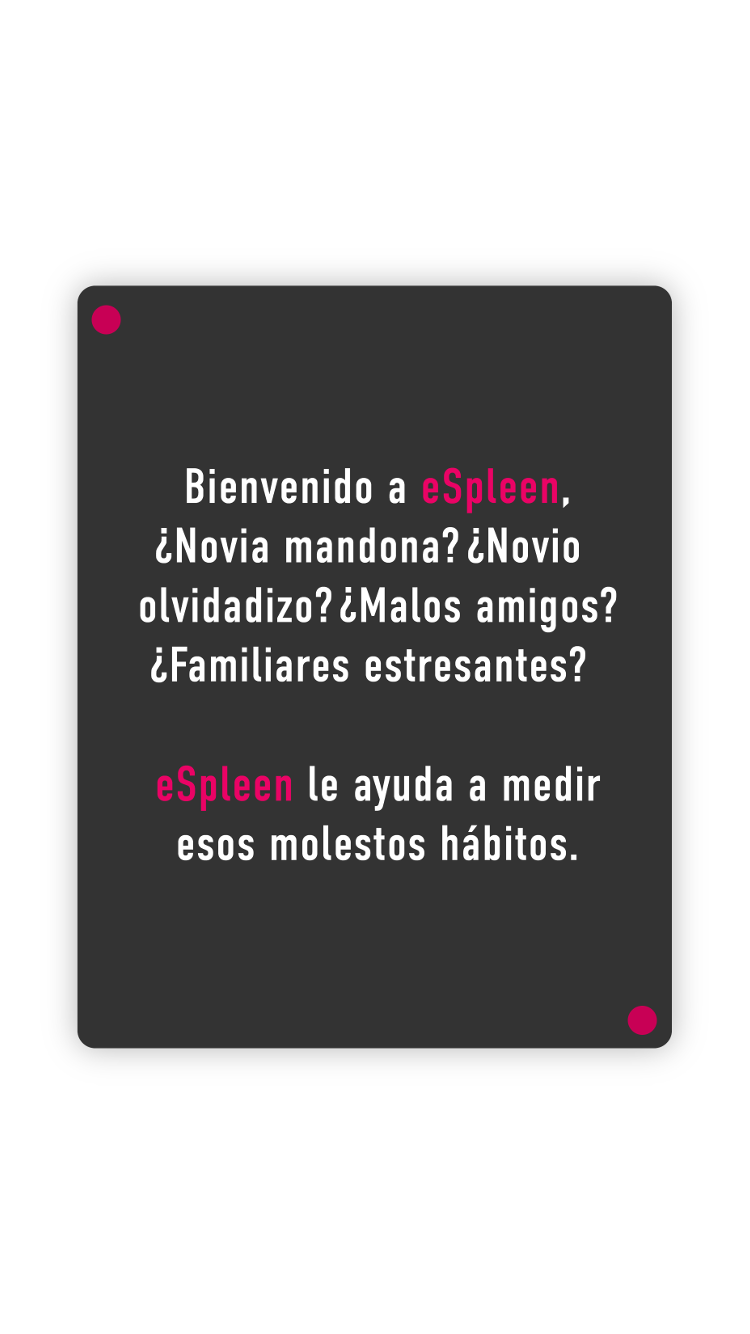 Bienvenido a eSpleen,
¿Novia mandona? ¿Novio
olvidadizo? ¿Malos amigos?
¿Familiares estresantes?
eSpleen le ayuda a medir
esos molestos hábitos.